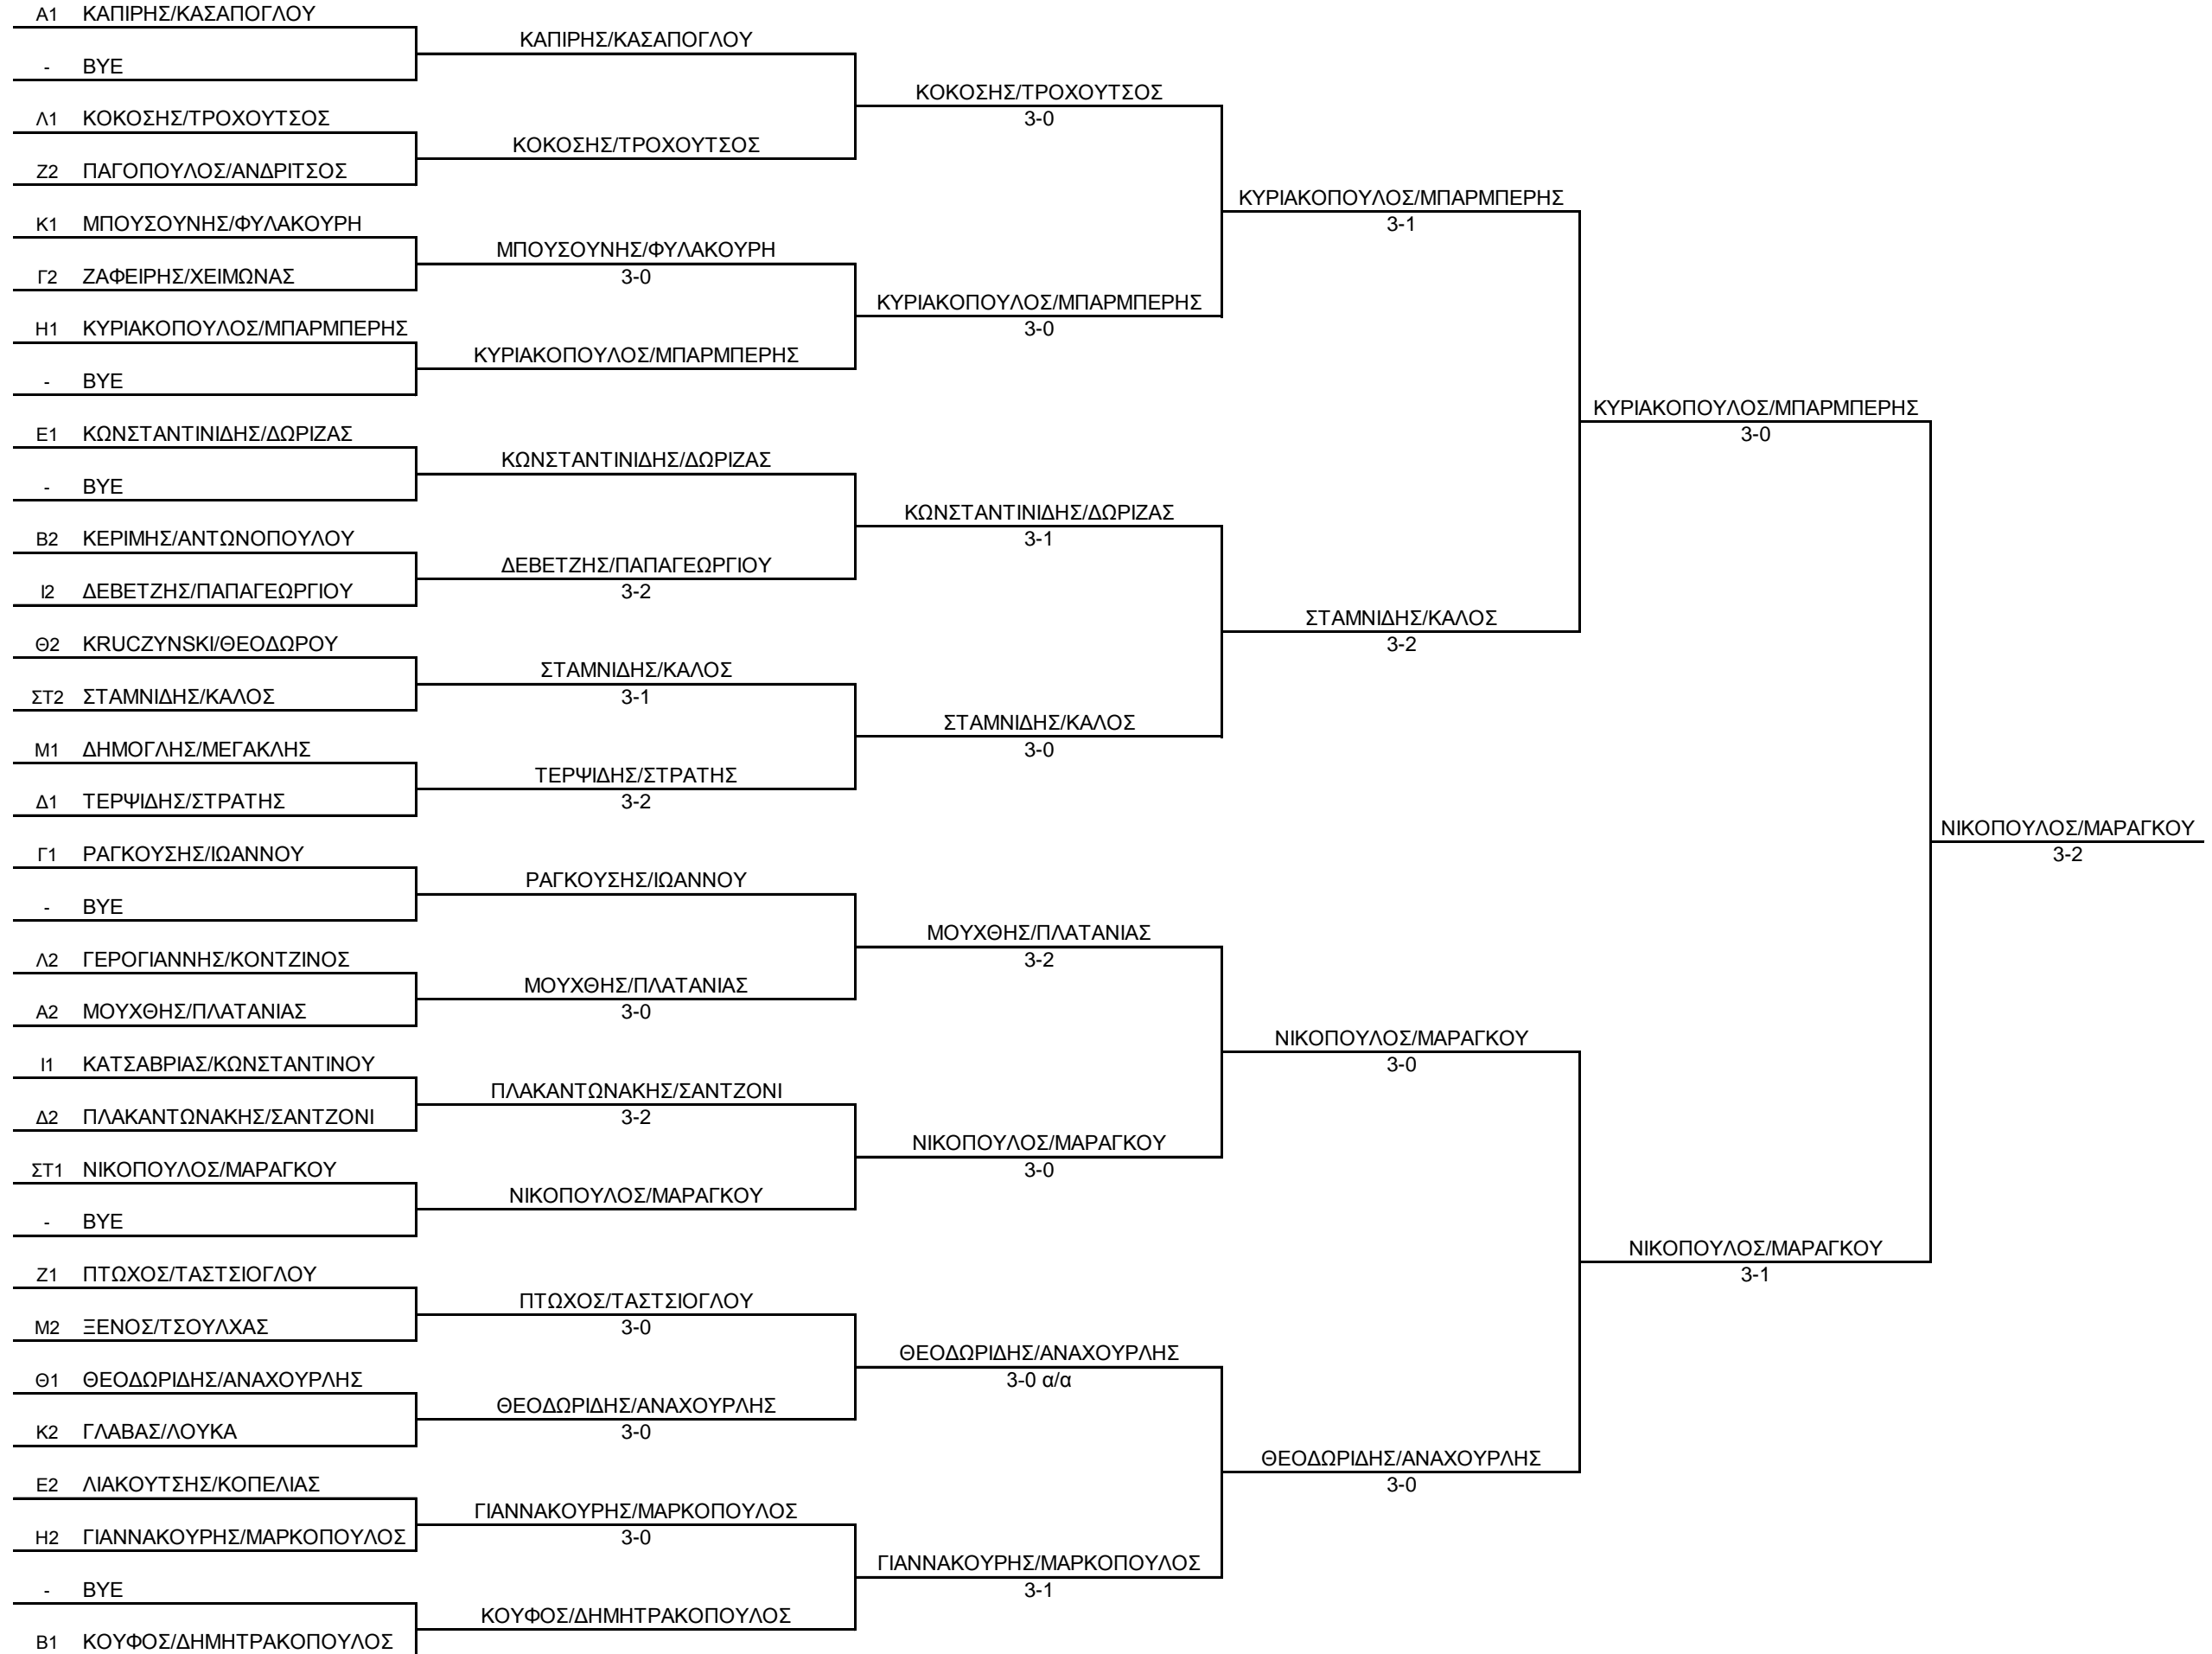 Α1 ΚΑΠΙΡΗΣ/ΚΑΣΑΠΟΓΛΟΥ
ΚΑΠΙΡΗΣ/ΚΑΣΑΠΟΓΛΟΥ
- BYE
ΚΟΚΟΣΗΣ/ΤΡΟΧΟΥΤΣΟΣ
3-0
Λ1 ΚΟΚΟΣΗΣ/ΤΡΟΧΟΥΤΣΟΣ
ΚΟΚΟΣΗΣ/ΤΡΟΧΟΥΤΣΟΣ
Ζ2 ΠΑΓΟΠΟΥΛΟΣ/ΑΝΔΡΙΤΣΟΣ
ΚΥΡΙΑΚΟΠΟΥΛΟΣ/ΜΠΑΡΜΠΕΡΗΣ
3-1
Κ1 ΜΠΟΥΣΟΥΝΗΣ/ΦΥΛΑΚΟΥΡΗ
ΜΠΟΥΣΟΥΝΗΣ/ΦΥΛΑΚΟΥΡΗ
3-0
Γ2 ΖΑΦΕΙΡΗΣ/ΧΕΙΜΩΝΑΣ
ΚΥΡΙΑΚΟΠΟΥΛΟΣ/ΜΠΑΡΜΠΕΡΗΣ
3-0
Η1 ΚΥΡΙΑΚΟΠΟΥΛΟΣ/ΜΠΑΡΜΠΕΡΗΣ
ΚΥΡΙΑΚΟΠΟΥΛΟΣ/ΜΠΑΡΜΠΕΡΗΣ
- BYE
ΚΥΡΙΑΚΟΠΟΥΛΟΣ/ΜΠΑΡΜΠΕΡΗΣ
3-0
Ε1 ΚΩΝΣΤΑΝΤΙΝΙΔΗΣ/ΔΩΡΙΖΑΣ
ΚΩΝΣΤΑΝΤΙΝΙΔΗΣ/ΔΩΡΙΖΑΣ
- BYE
ΚΩΝΣΤΑΝΤΙΝΙΔΗΣ/ΔΩΡΙΖΑΣ
3-1
Β2 ΚΕΡΙΜΗΣ/ΑΝΤΩΝΟΠΟΥΛΟΥ
ΔΕΒΕΤΖΗΣ/ΠΑΠΑΓΕΩΡΓΙΟΥ
3-2
Ι2 ΔΕΒΕΤΖΗΣ/ΠΑΠΑΓΕΩΡΓΙΟΥ
ΣΤΑΜΝΙΔΗΣ/ΚΑΛΟΣ
3-2
Θ2 KRUCZYNSKI/ΘΕΟΔΩΡΟΥ
ΣΤΑΜΝΙΔΗΣ/ΚΑΛΟΣ
3-1
ΣΤ2 ΣΤΑΜΝΙΔΗΣ/ΚΑΛΟΣ
ΣΤΑΜΝΙΔΗΣ/ΚΑΛΟΣ
3-0
Μ1 ΔΗΜΟΓΛΗΣ/ΜΕΓΑΚΛΗΣ
ΤΕΡΨΙΔΗΣ/ΣΤΡΑΤΗΣ
3-2
Δ1 ΤΕΡΨΙΔΗΣ/ΣΤΡΑΤΗΣ
ΝΙΚΟΠΟΥΛΟΣ/ΜΑΡΑΓΚΟΥ
3-2
Γ1 ΡΑΓΚΟΥΣΗΣ/ΙΩΑΝΝΟΥ
ΡΑΓΚΟΥΣΗΣ/ΙΩΑΝΝΟΥ
- BYE
ΜΟΥΧΘΗΣ/ΠΛΑΤΑΝΙΑΣ
3-2
Λ2 ΓΕΡΟΓΙΑΝΝΗΣ/ΚΟΝΤΖΙΝΟΣ
ΜΟΥΧΘΗΣ/ΠΛΑΤΑΝΙΑΣ
3-0
Α2 ΜΟΥΧΘΗΣ/ΠΛΑΤΑΝΙΑΣ
ΝΙΚΟΠΟΥΛΟΣ/ΜΑΡΑΓΚΟΥ
3-0
Ι1 ΚΑΤΣΑΒΡΙΑΣ/ΚΩΝΣΤΑΝΤΙΝΟΥ
ΠΛΑΚΑΝΤΩΝΑΚΗΣ/ΣΑΝΤΖΟΝΙ
3-2
Δ2 ΠΛΑΚΑΝΤΩΝΑΚΗΣ/ΣΑΝΤΖΟΝΙ
ΝΙΚΟΠΟΥΛΟΣ/ΜΑΡΑΓΚΟΥ
3-0
ΣΤ1 ΝΙΚΟΠΟΥΛΟΣ/ΜΑΡΑΓΚΟΥ
ΝΙΚΟΠΟΥΛΟΣ/ΜΑΡΑΓΚΟΥ
- BYE
ΝΙΚΟΠΟΥΛΟΣ/ΜΑΡΑΓΚΟΥ
3-1
Ζ1 ΠΤΩΧΟΣ/ΤΑΣΤΣΙΟΓΛΟΥ
ΠΤΩΧΟΣ/ΤΑΣΤΣΙΟΓΛΟΥ
3-0
Μ2 ΞΕΝΟΣ/ΤΣΟΥΛΧΑΣ
ΘΕΟΔΩΡΙΔΗΣ/ΑΝΑΧΟΥΡΛΗΣ
3-0 α/α
Θ1 ΘΕΟΔΩΡΙΔΗΣ/ΑΝΑΧΟΥΡΛΗΣ
ΘΕΟΔΩΡΙΔΗΣ/ΑΝΑΧΟΥΡΛΗΣ
3-0
Κ2 ΓΛΑΒΑΣ/ΛΟΥΚΑ
ΘΕΟΔΩΡΙΔΗΣ/ΑΝΑΧΟΥΡΛΗΣ
3-0
Ε2 ΛΙΑΚΟΥΤΣΗΣ/ΚΟΠΕΛΙΑΣ
ΓΙΑΝΝΑΚΟΥΡΗΣ/ΜΑΡΚΟΠΟΥΛΟΣ
3-0
Η2 ΓΙΑΝΝΑΚΟΥΡΗΣ/ΜΑΡΚΟΠΟΥΛΟΣ
ΓΙΑΝΝΑΚΟΥΡΗΣ/ΜΑΡΚΟΠΟΥΛΟΣ
3-1
- BYE
ΚΟΥΦΟΣ/ΔΗΜΗΤΡΑΚΟΠΟΥΛΟΣ
Β1 ΚΟΥΦΟΣ/ΔΗΜΗΤΡΑΚΟΠΟΥΛΟΣ